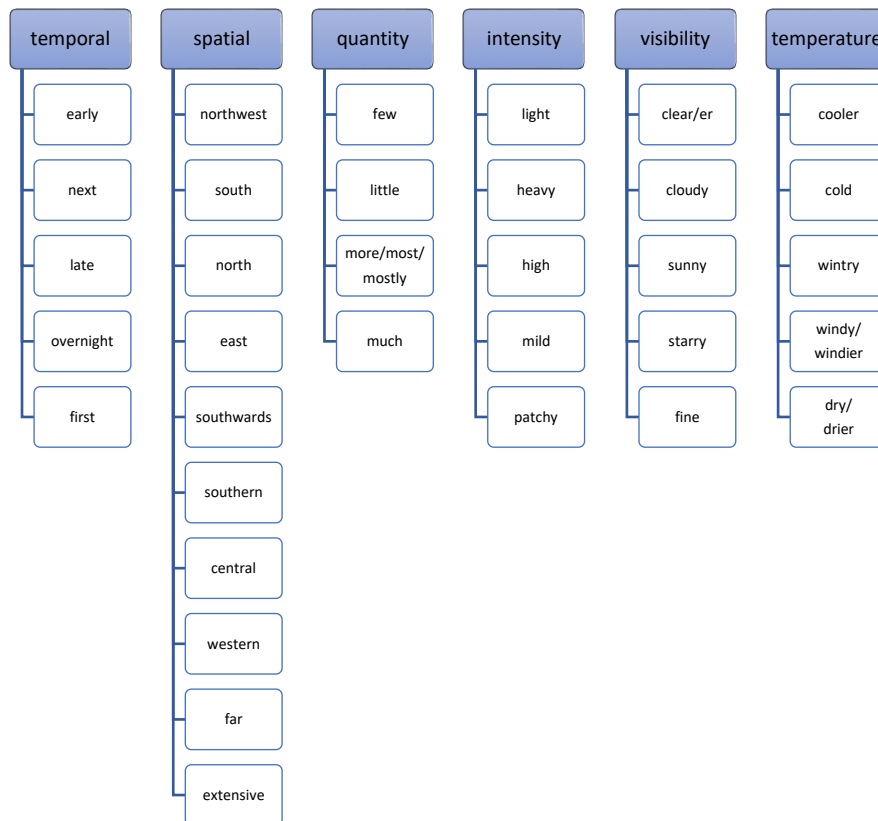 temporal
early
next
late
overnight
first
spatial
northwest
south
north
east
southwards
southern
central
western
far
extensive
quantity
few
little
more/most/
mostly
much
intensity
light
heavy
high
mild
patchy
visibility
clear/er
cloudy
sunny
starry
fine
temperature
cooler
cold
wintry
windy/
windier
dry/
drier